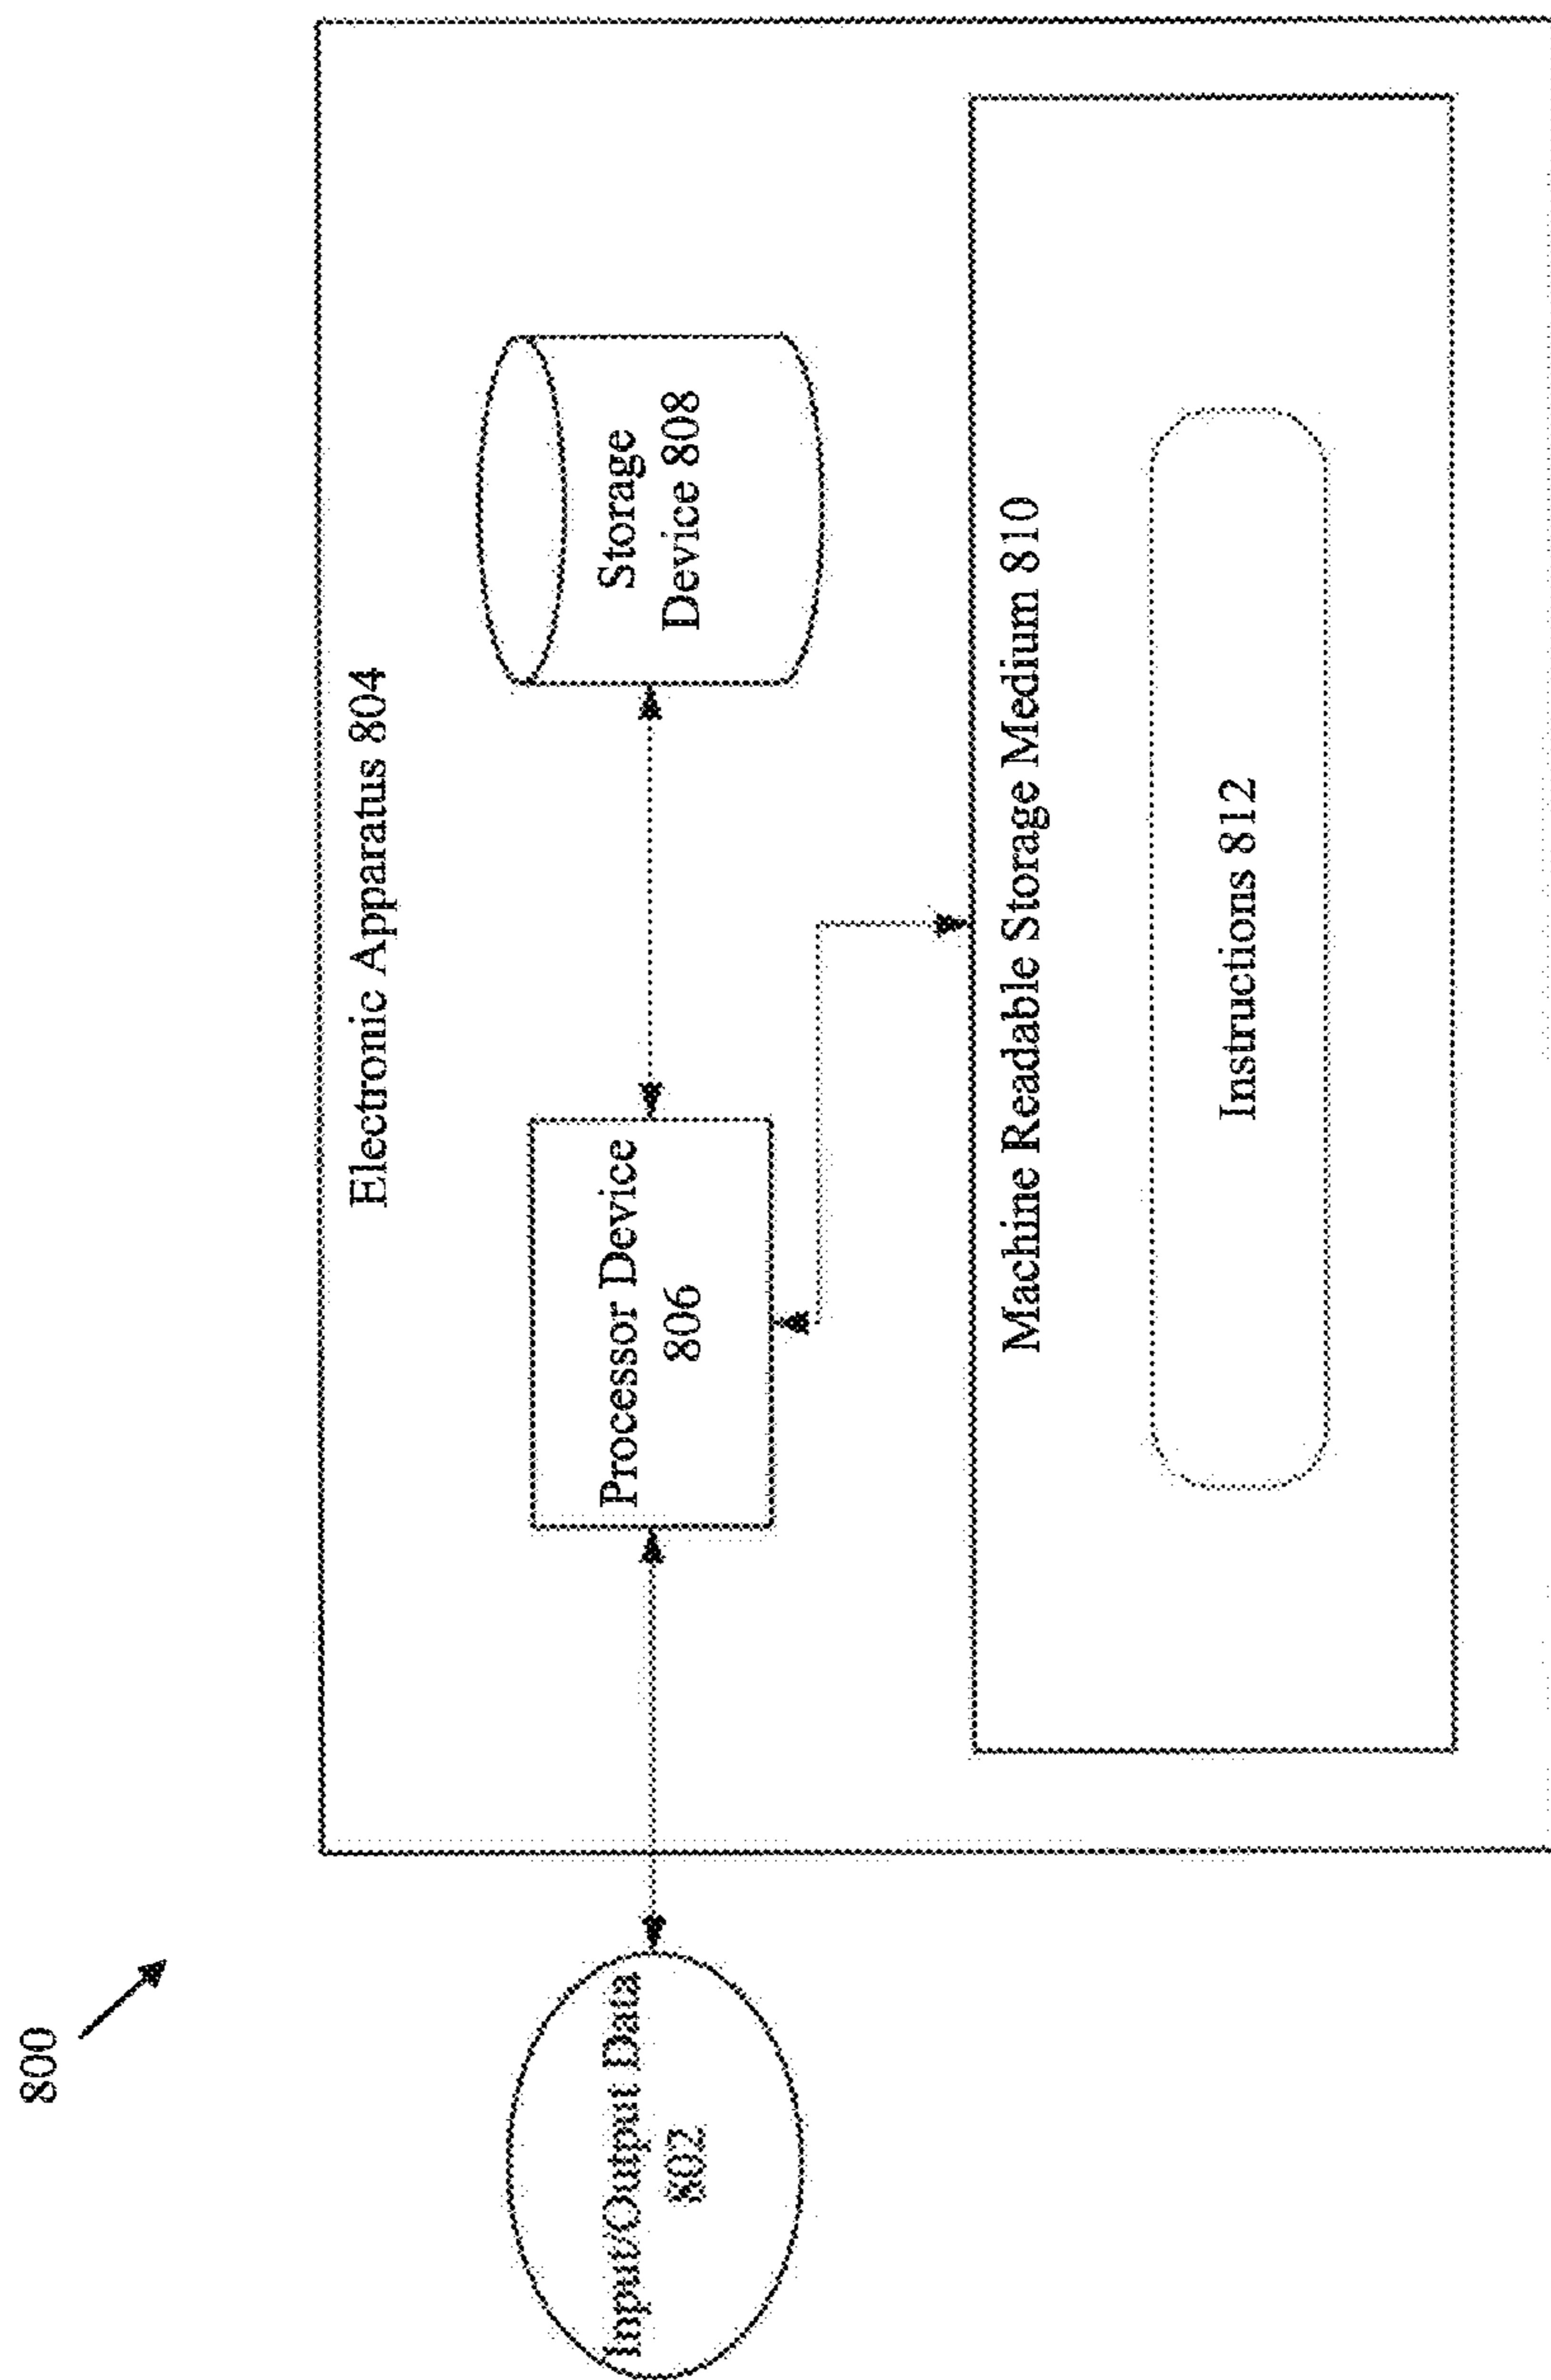 800
Electronic Apparatus 804
Input/Output Data
802
Processor Device
806
Storage
Device 808
Machine Readable Storage Medium 810
Instructions 812